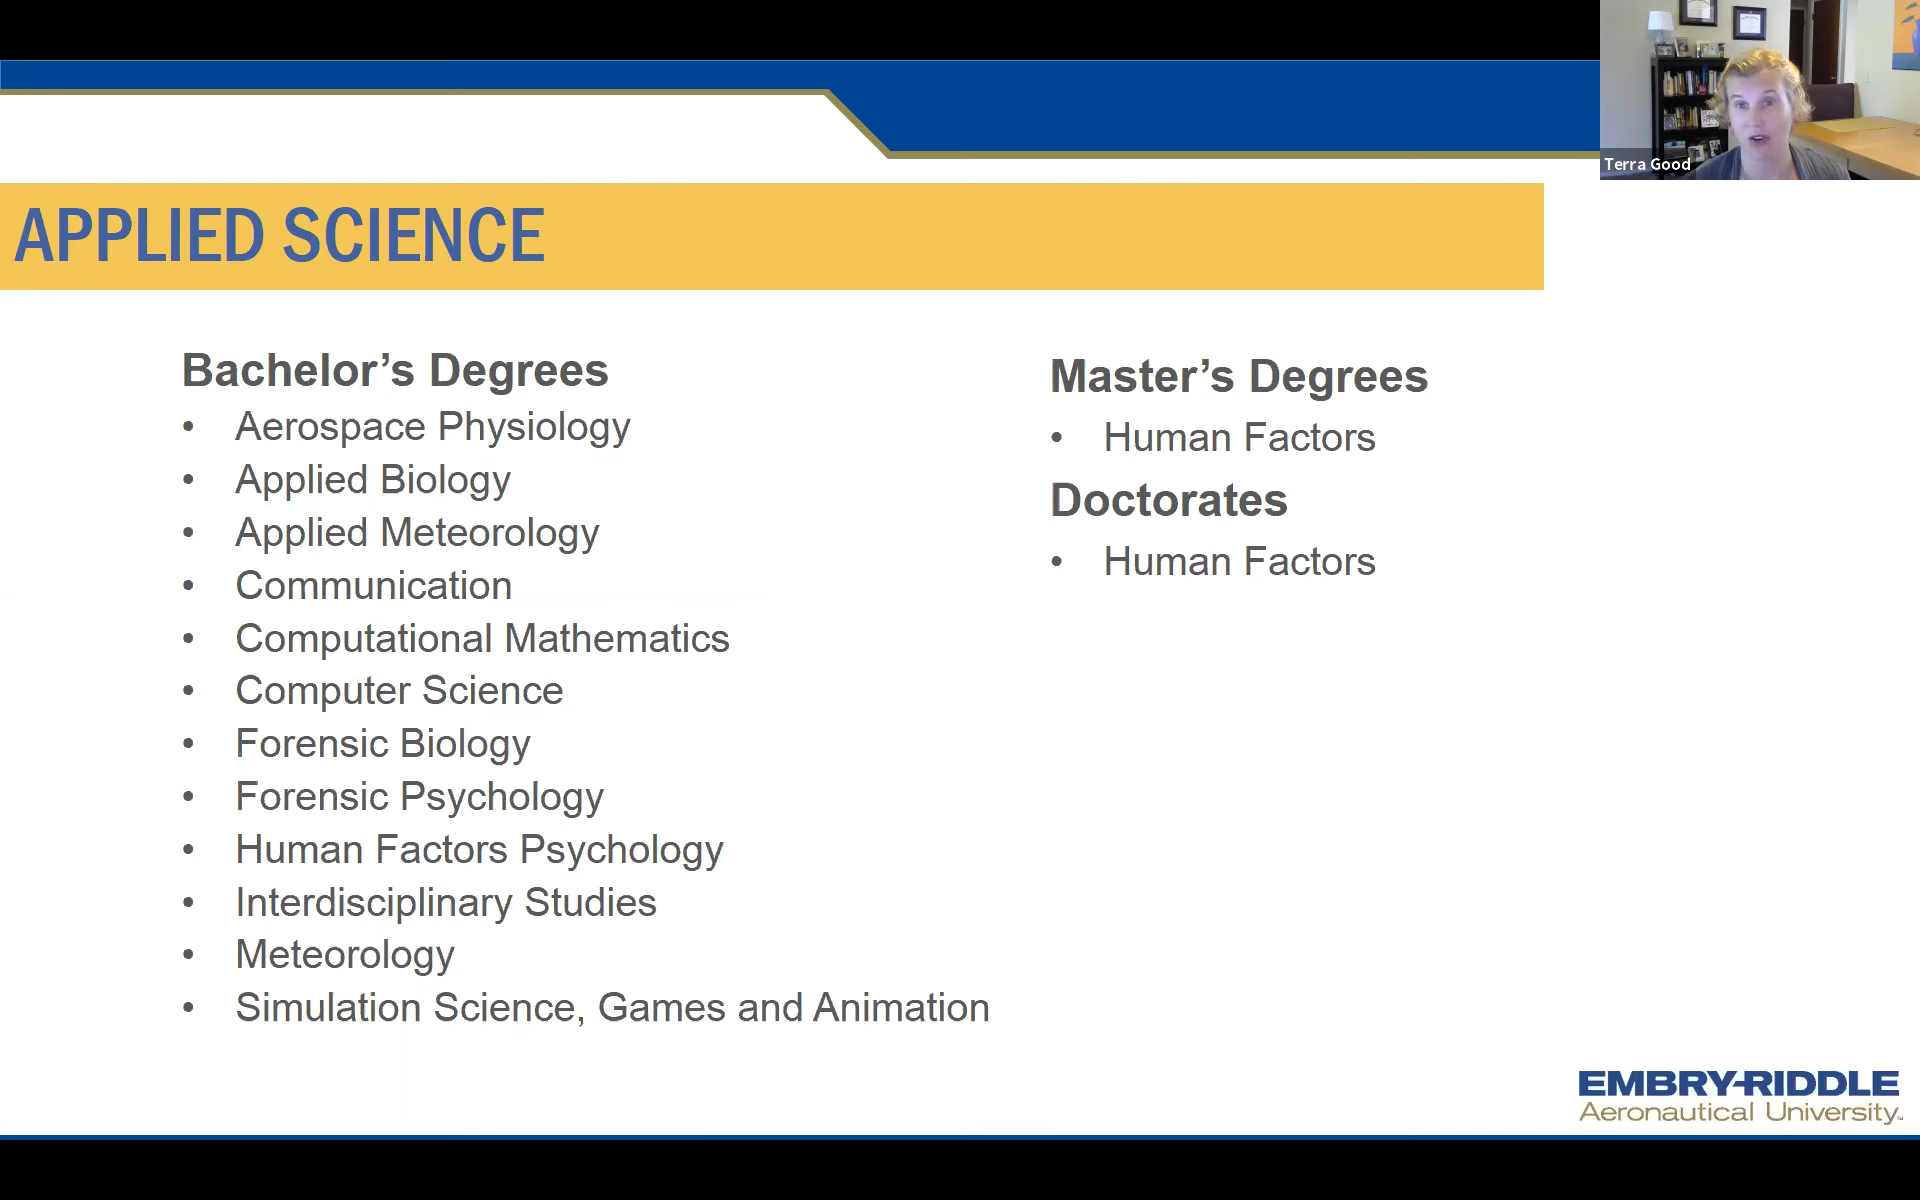 Terra Good
APPLIED SCIENCE
Bachelor’s Degrees
• Aerospace Physiology
• Applied Biology
• Applied Meteorology
• Communication
• Computational Mathematics
• Computer Science
• Forensic Biology
• Forensic Psychology
• Human Factors Psychology
• Interdisciplinary Studies
• Meteorology
• Simulation Science, Games and Animation
Master’s Degrees
• Human Factors
Doctorates
• Human Factors
EMBRY-RIDDLE
Aeronautical University™